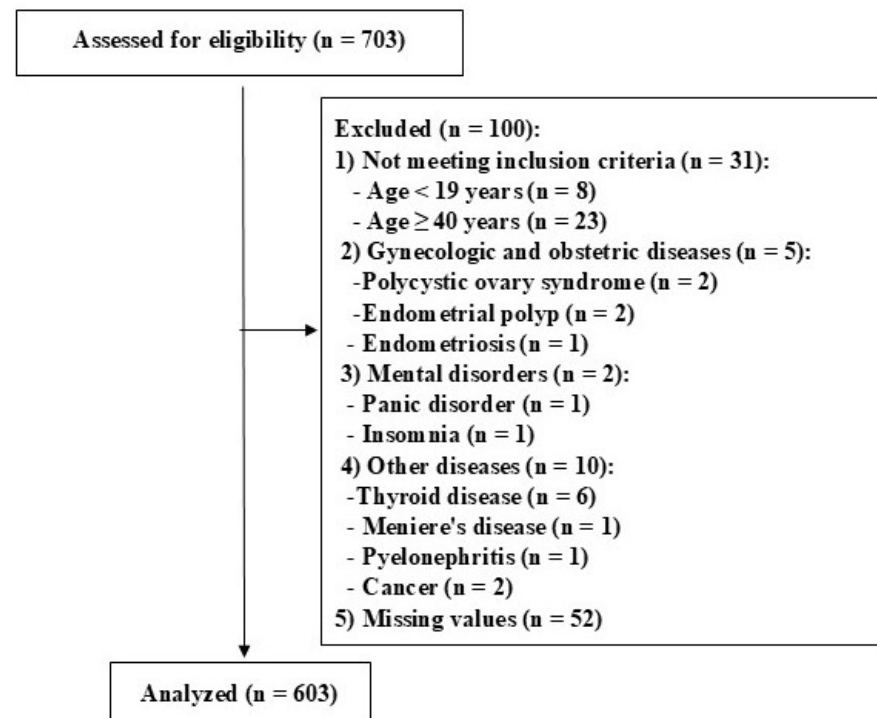 Assessed for eligibility (n = 703)
Excluded (n = 100):
1) Not meeting inclusion criteria (n = 31):
- Age < 19 years (n = 8)
- Age ≥ 40 years (n = 23)
2) Gynecologic and obstetric diseases (n = 5):
-Polycystic ovary syndrome (n = 2)
-Endometrial polyp (n = 2)
- Endometriosis (n = 1)
3) Mental disorders (n = 2):
- Panic disorder (n = 1)
- Insomnia (n = 1)
4) Other diseases (n = 10):
-Thyroid disease (n = 6)
- Meniere's disease (n = 1)
- Pyelonephritis (n = 1)
- Cancer (n = 2)
5) Missing values (n = 52)
Analyzed (n = 603)